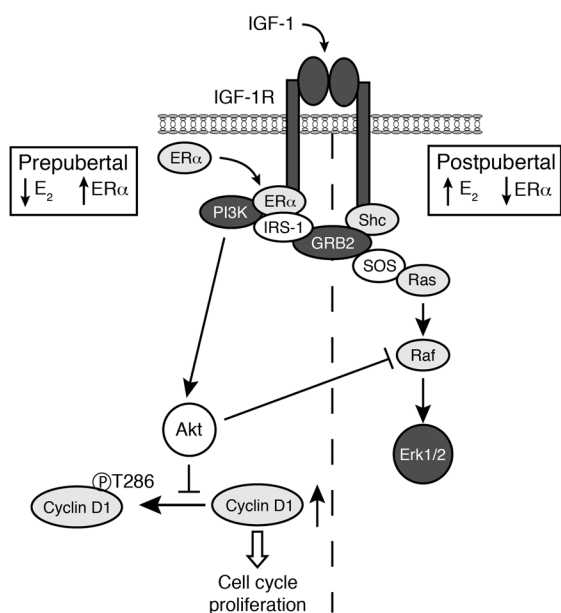 IGF-1
IGF-1R
Prepubertal
↓E₂ ↑ERα
ERα
Postpubertal
↑E₂ ↓ERα
ERα
PI3K
IRS-1
Shc
GRB2
SOS
Ras
Raf
Akt
Erk1/2
ⓅT286
Cyclin D1
Cyclin D1
Cell cycle
proliferation